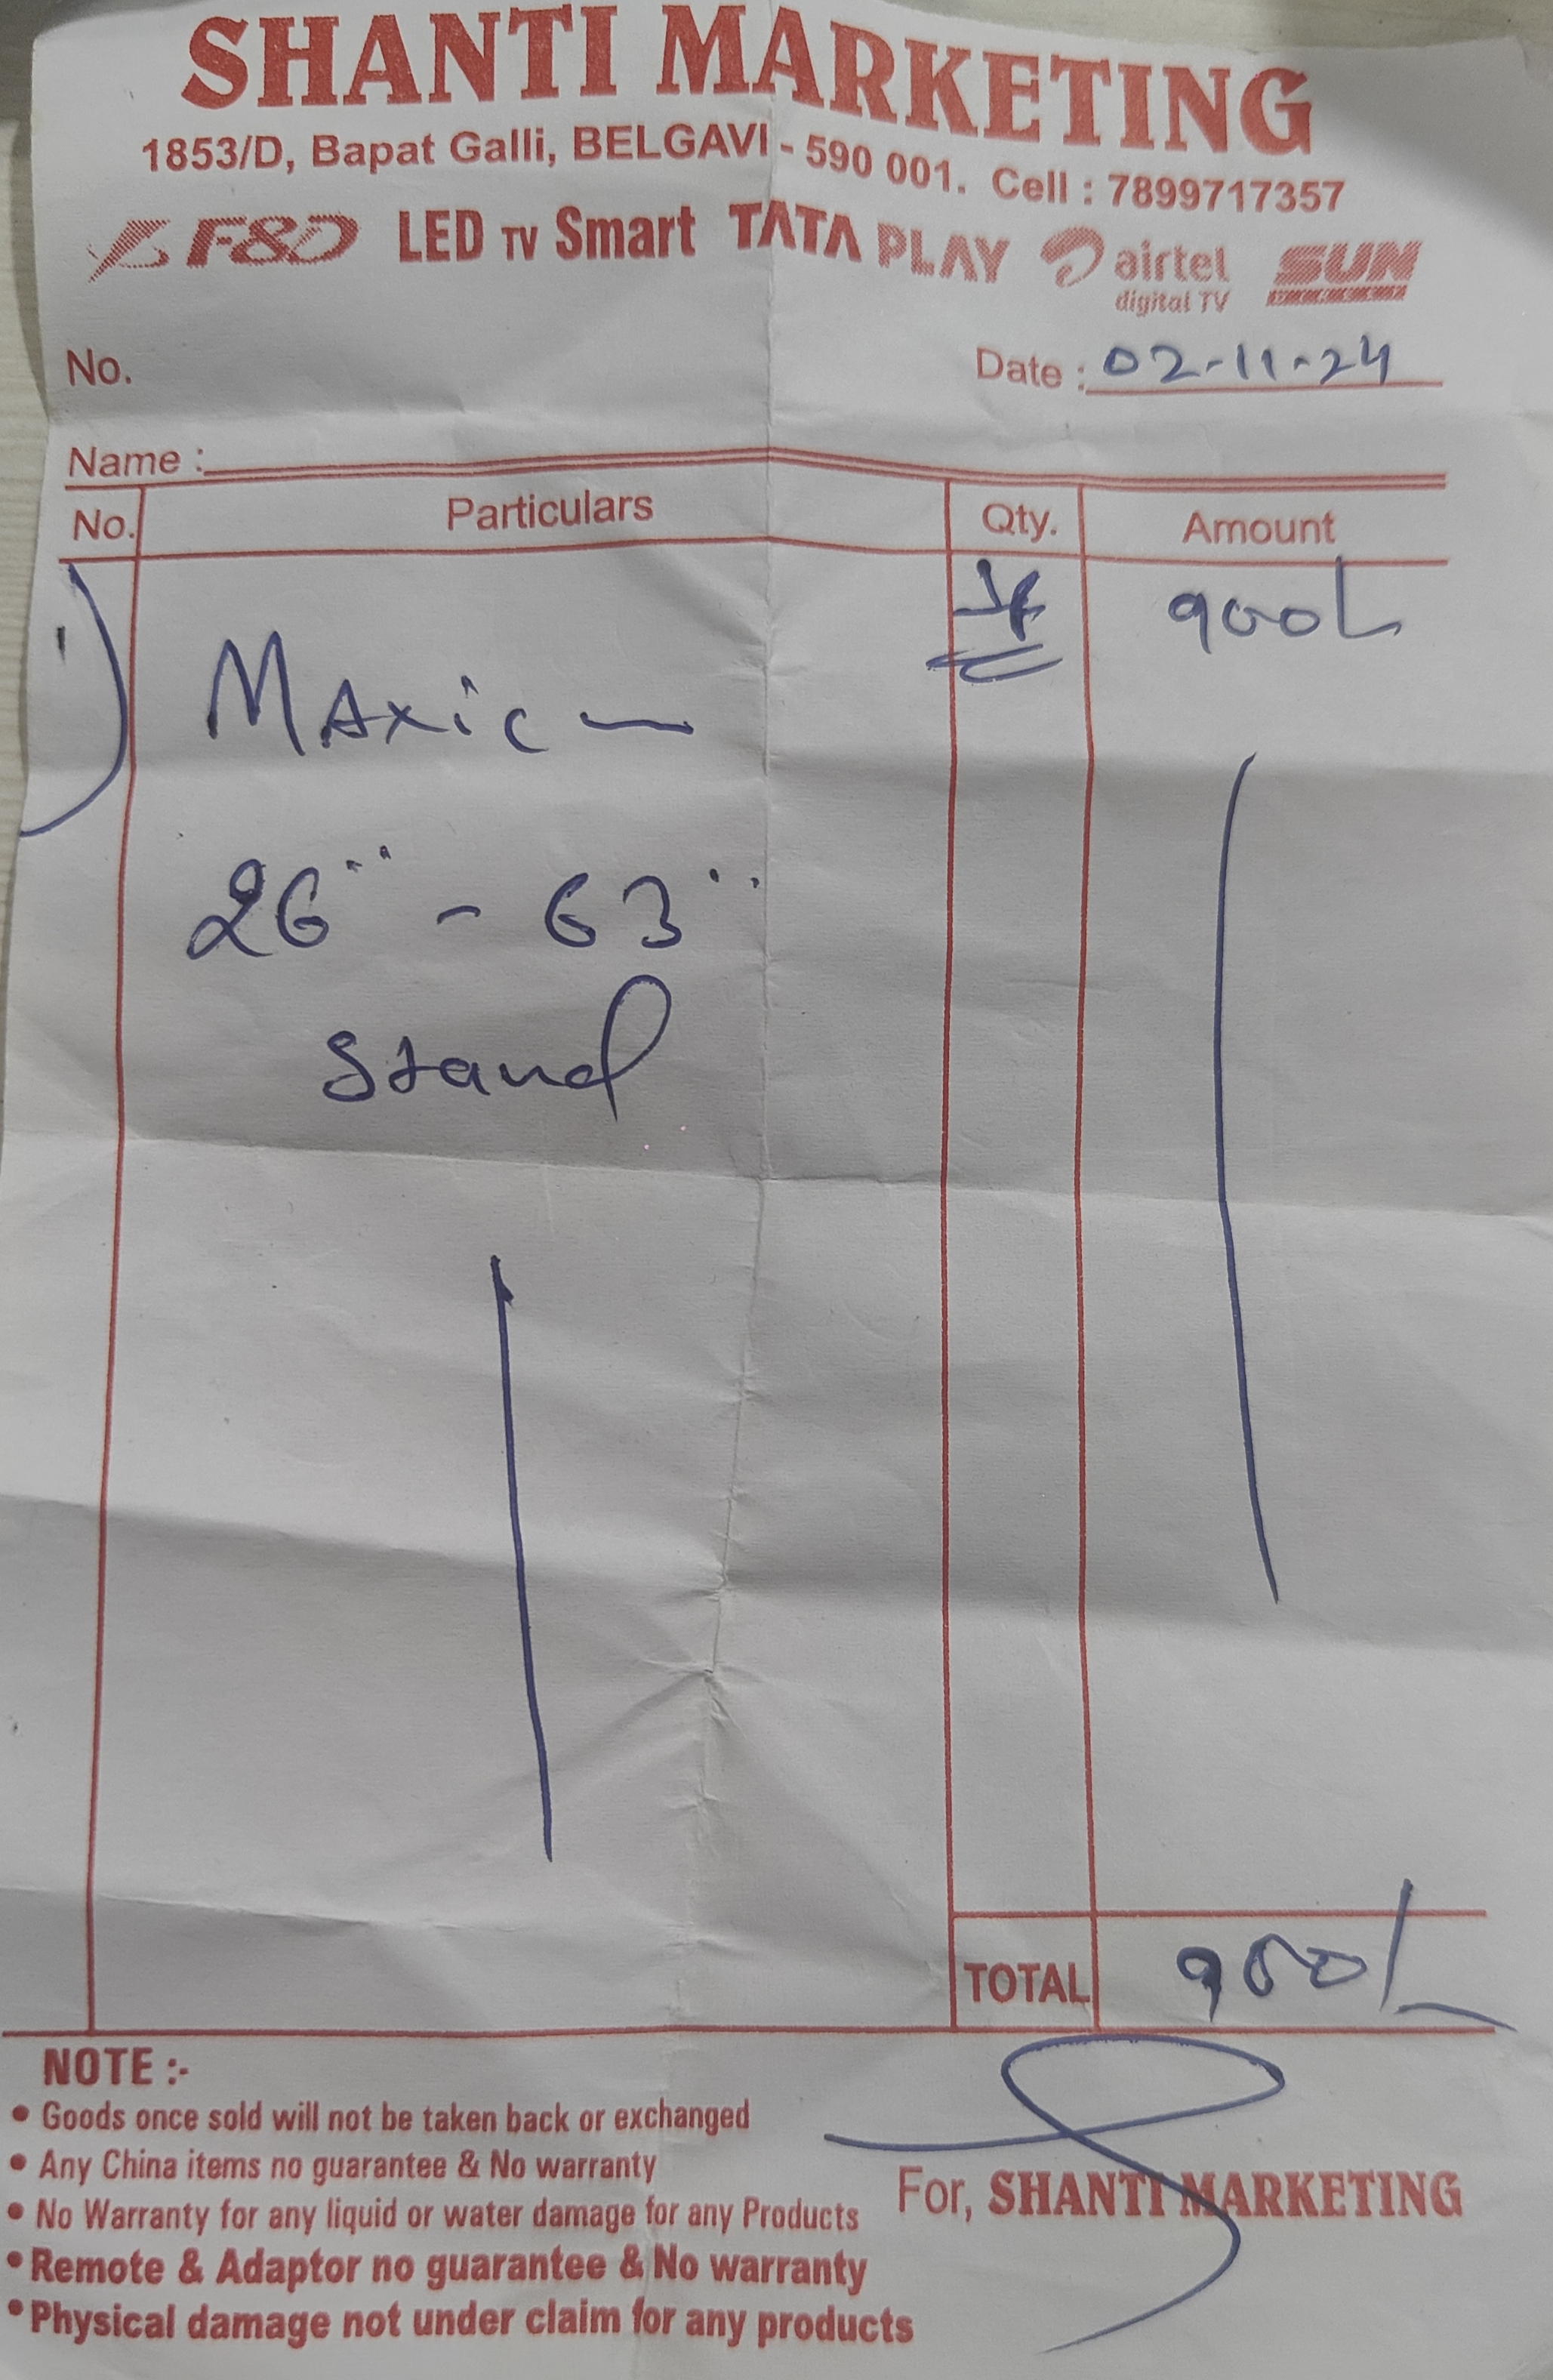 SHANTI MARKETING
1853/D, Bapat Galli, BELGAVI - 590 001. Cell : 7899717357
F&D LED TV Smart TATA PLAY airtel digital TV SUN
No. Date : 02-11-24
Name :
No. Particulars Qty. Amount
1) Maxic 900/-
26" - 63"
Stand
TOTAL 900/-
NOTE :-
• Goods once sold will not be taken back or exchanged
• Any China items no guarantee & No warranty
• No Warranty for any liquid or water damage for any Products
For, SHANTI MARKETING
• Remote & Adaptor no guarantee & No warranty
• Physical damage not under claim for any products